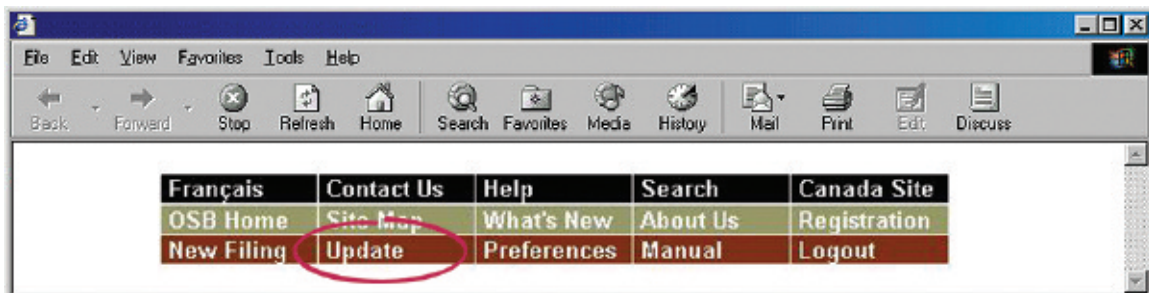 File Edit View Favorites Tools Help
Back Forward Stop Refresh Home Search Favorites Media History Mail Print Edit Discuss
Français Contact Us Help Search Canada Site
OSB Home Site Map What's New About Us Registration
New Filing Update Preferences Manual Logout